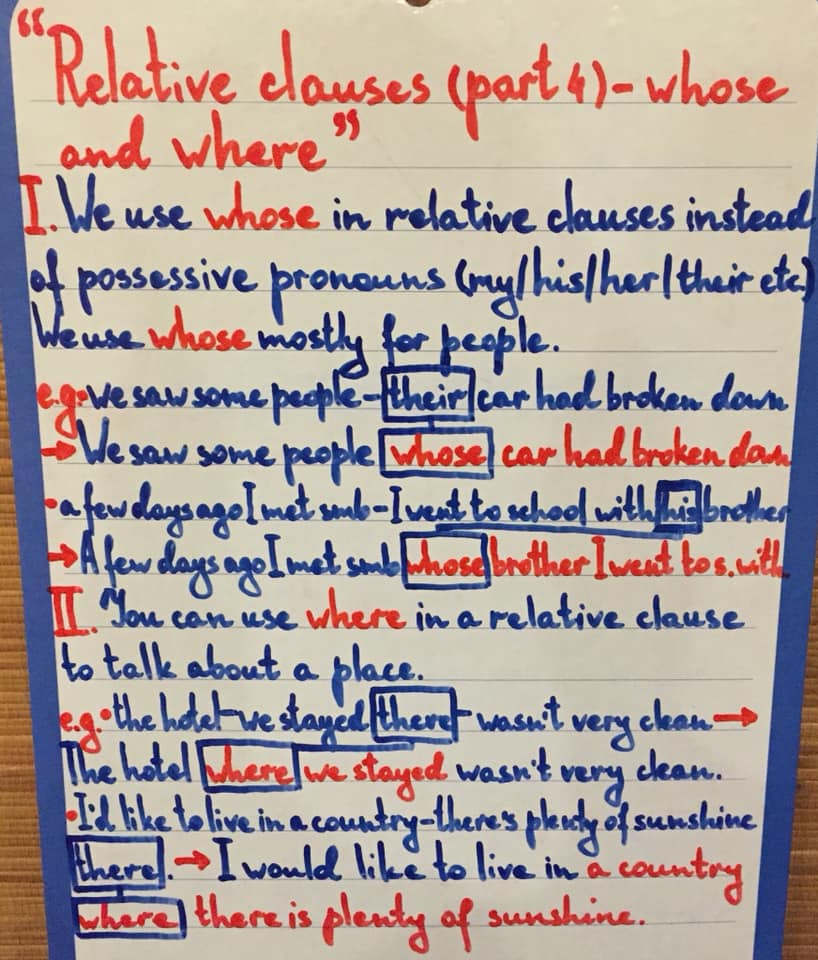 "Relative clauses (part 4) - whose
and where"
I. We use whose in relative clauses instead
of possessive pronouns (my/his/her/their etc)
We use whose mostly for people.
e.g. • we saw some people - their car had broken down
→ We saw some people whose car had broken down
• a few days ago I met smb - I went to school with his brother
→ A few days ago I met smb whose brother I went to s. with
II. You can use where in a relative clause
to talk about a place.
e.g. • the hotel - we stayed there - wasn't very clean →
The hotel where we stayed wasn't very clean.
• I'd like to live in a country - there's plenty of sunshine
there. → I would like to live in a country
where there is plenty of sunshine.